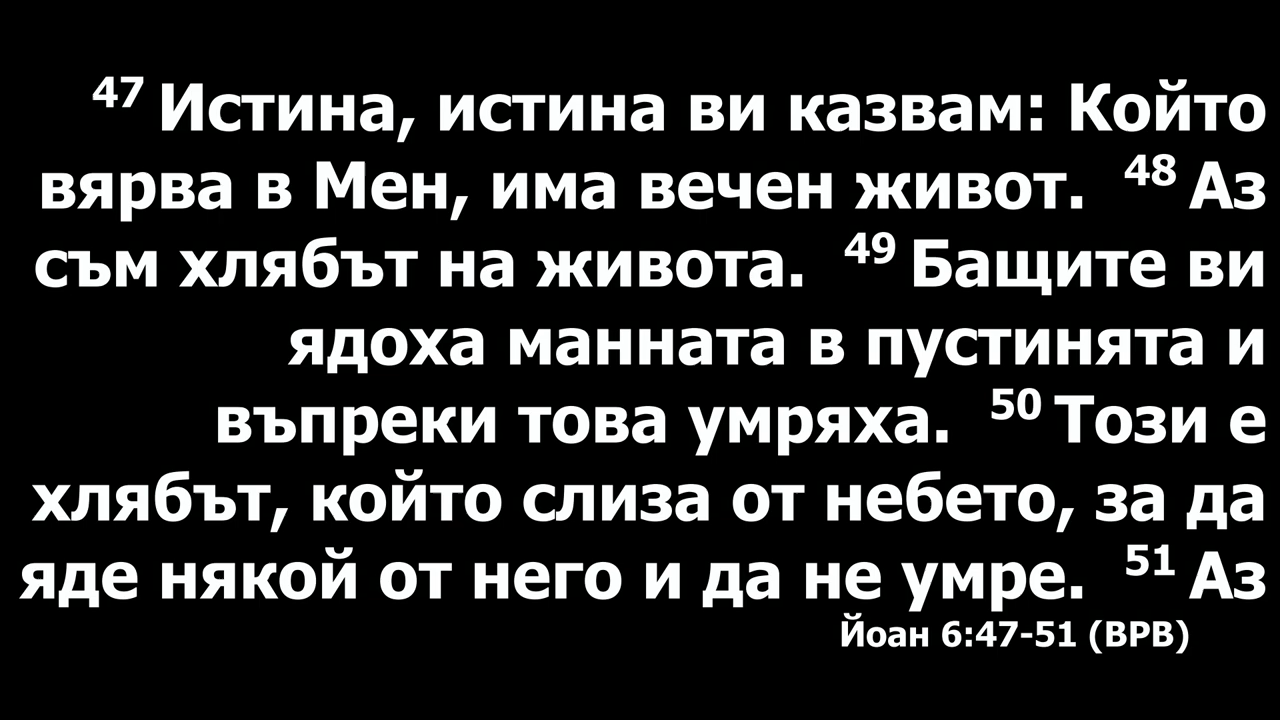 47 Истина, истина ви казвам: Който
вярва в Мен, има вечен живот. 48 Аз
съм хлябът на живота. 49 Бащите ви
ядоха манната в пустинята и
въпреки това умряха. 50 Този е
хлябът, който слиза от небето, за да
яде някой от него и да не умре. 51 Аз
Йоан 6:47-51 (ВРВ)